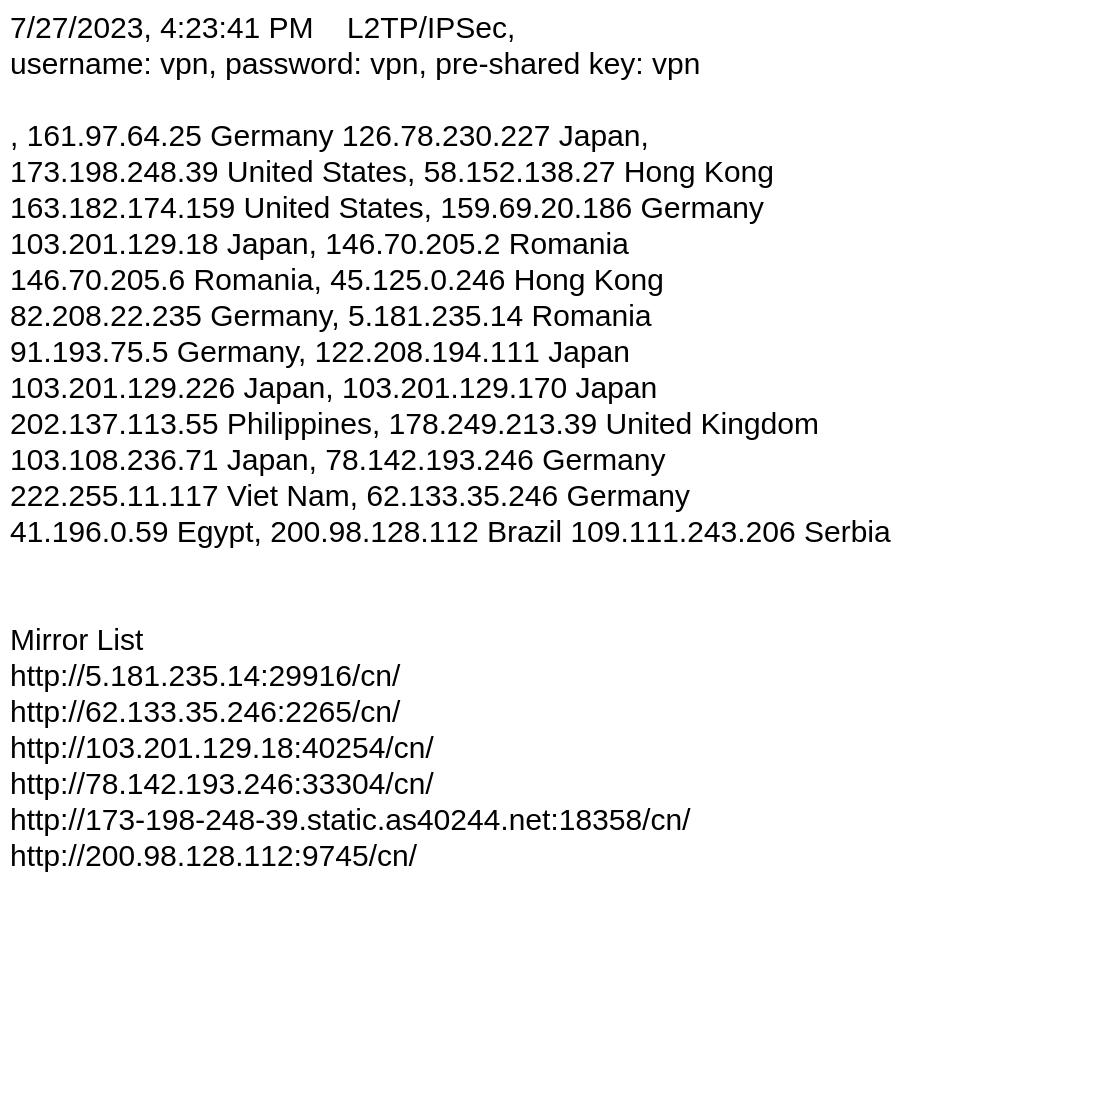 7/27/2023, 4:23:41 PM    L2TP/IPSec,
username: vpn, password: vpn, pre-shared key: vpn

, 161.97.64.25 Germany 126.78.230.227 Japan,
173.198.248.39 United States, 58.152.138.27 Hong Kong
163.182.174.159 United States, 159.69.20.186 Germany
103.201.129.18 Japan, 146.70.205.2 Romania
146.70.205.6 Romania, 45.125.0.246 Hong Kong
82.208.22.235 Germany, 5.181.235.14 Romania
91.193.75.5 Germany, 122.208.194.111 Japan
103.201.129.226 Japan, 103.201.129.170 Japan
202.137.113.55 Philippines, 178.249.213.39 United Kingdom
103.108.236.71 Japan, 78.142.193.246 Germany
222.255.11.117 Viet Nam, 62.133.35.246 Germany
41.196.0.59 Egypt, 200.98.128.112 Brazil 109.111.243.206 Serbia

Mirror List
http://5.181.235.14:29916/cn/
http://62.133.35.246:2265/cn/
http://103.201.129.18:40254/cn/
http://78.142.193.246:33304/cn/
http://173-198-248-39.static.as40244.net:18358/cn/
http://200.98.128.112:9745/cn/